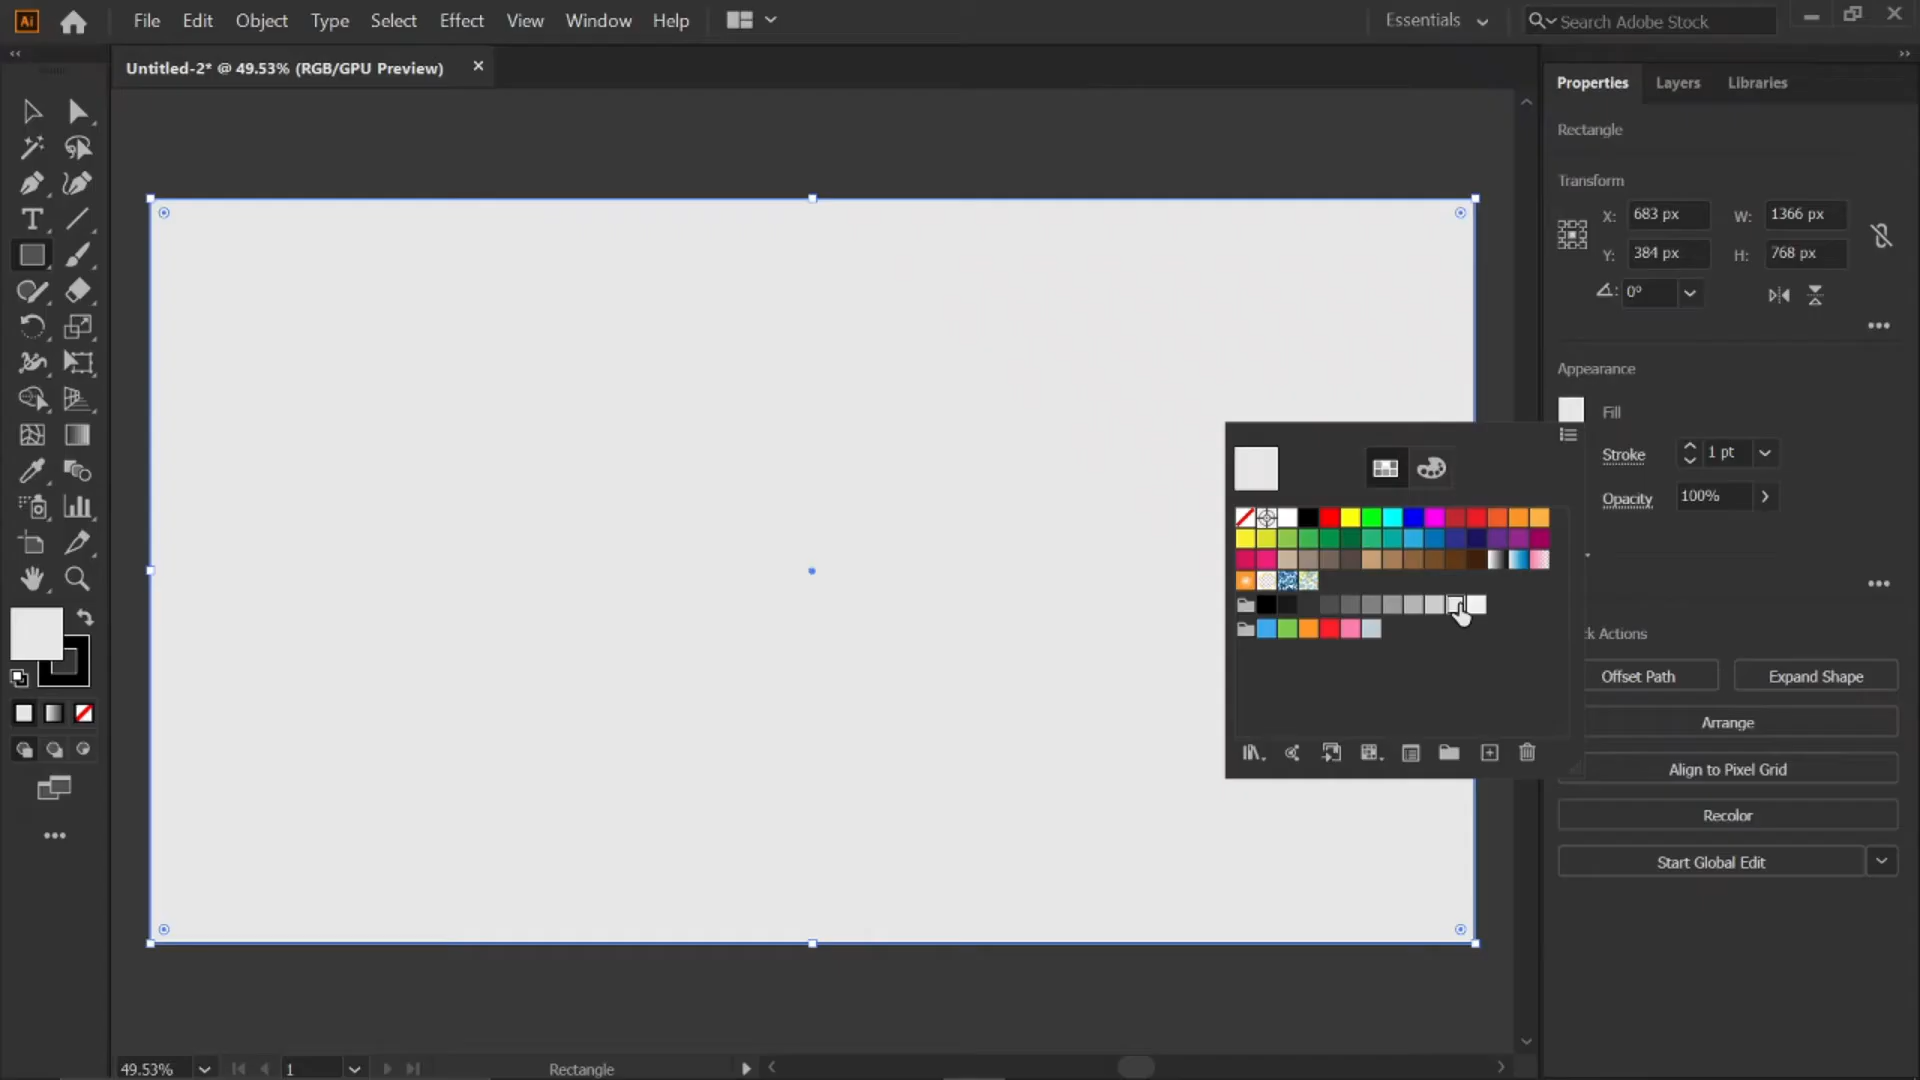 Ai File Edit Object Type Select Effect View Window Help Essentials Search Adobe Stock
Untitled-2* @ 49.53% (RGB/GPU Preview)
Properties Layers Libraries
Rectangle
Transform
X: 683 px W: 1366 px
Y: 384 px H: 768 px
0°
Appearance
Fill
Stroke 1 pt
Opacity 100%
k Actions
Offset Path Expand Shape
Arrange
Align to Pixel Grid
Recolor
Start Global Edit
49.53% 1 Rectangle